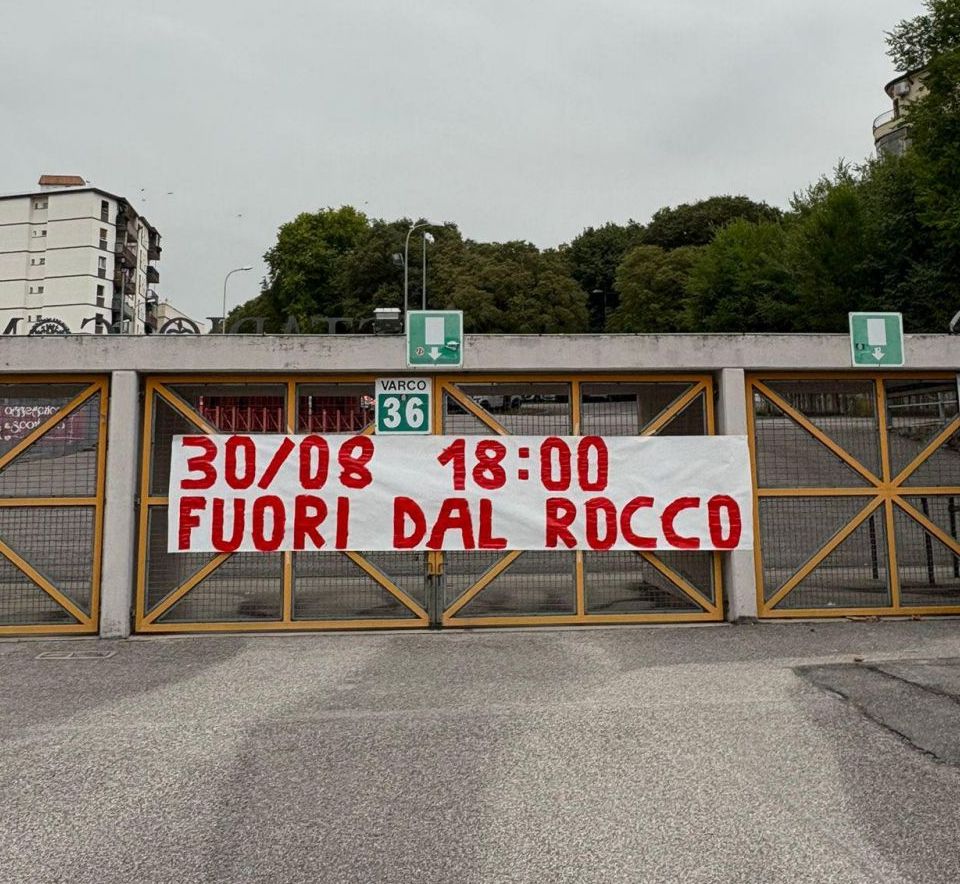 VARCO
36
30/08 18:00
FUORI DAL ROCCO